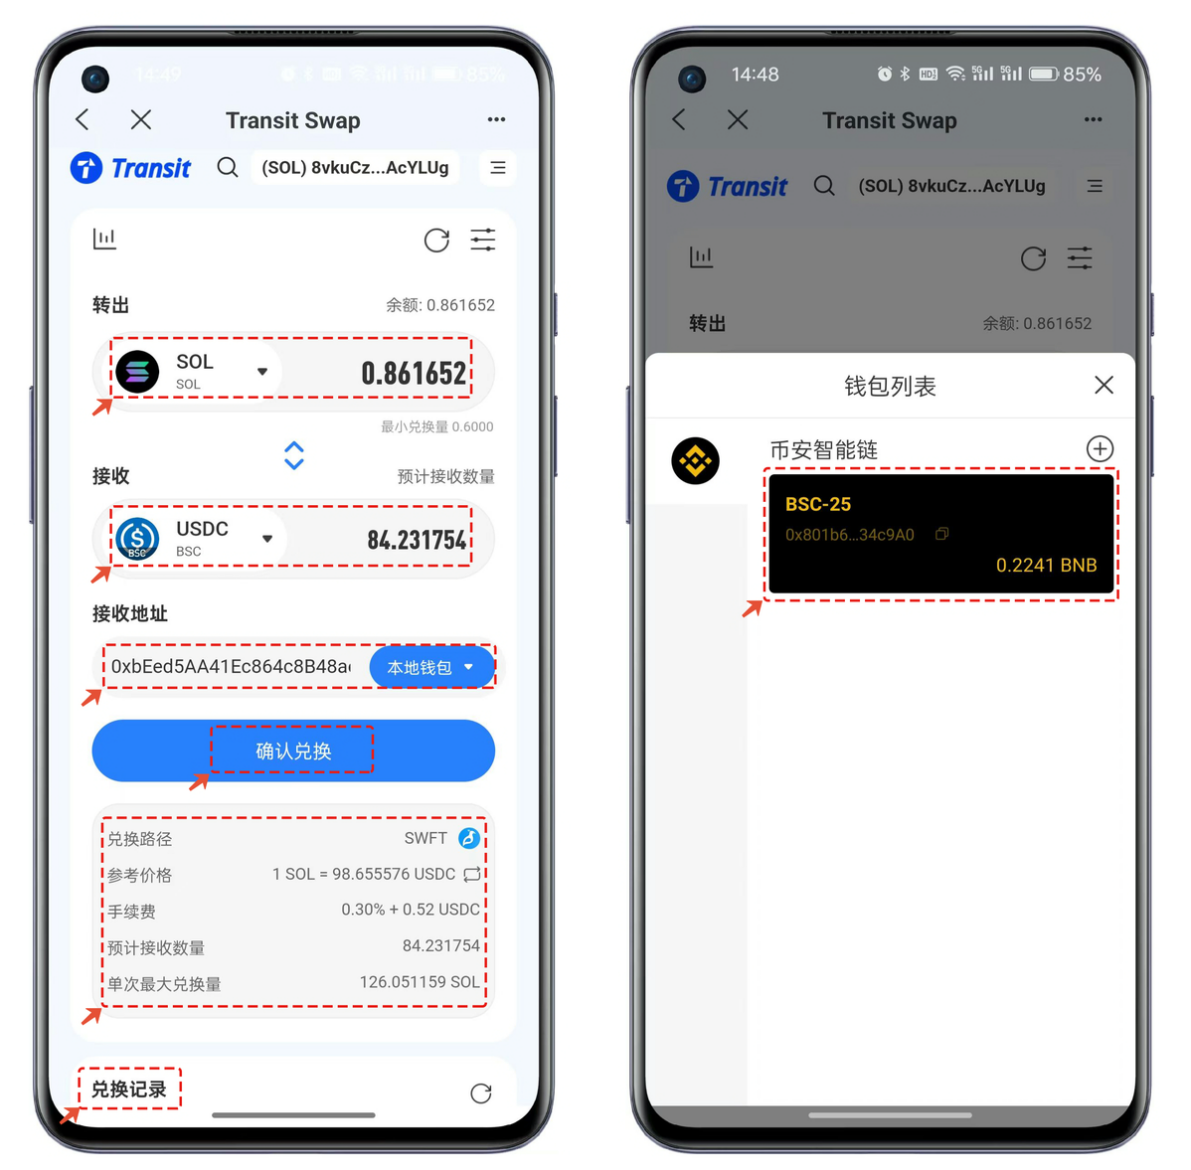 14:49
85%
Transit Swap
Transit
(SOL) 8vkuCz...AcYLUg
转出
余额: 0.861652
SOL
SOL
0.861652
最小兑换量 0.6000
接收
预计接收数量
USDC
BSC
BSC
84.231754
接收地址
0xbEed5AA41Ec864c8B48a
本地钱包
确认兑换
兑换路径
SWFT
参考价格
1 SOL = 98.655576 USDC
手续费
0.30% + 0.52 USDC
预计接收数量
84.231754
单次最大兑换量
126.051159 SOL
兑换记录
14:48
HD
5G
5G
85%
Transit Swap
Transit
(SOL) 8vkuCz...AcYLUg
转出
余额: 0.861652
钱包列表
币安智能链
BSC-25
0x801b6...34c9A0
0.2241 BNB